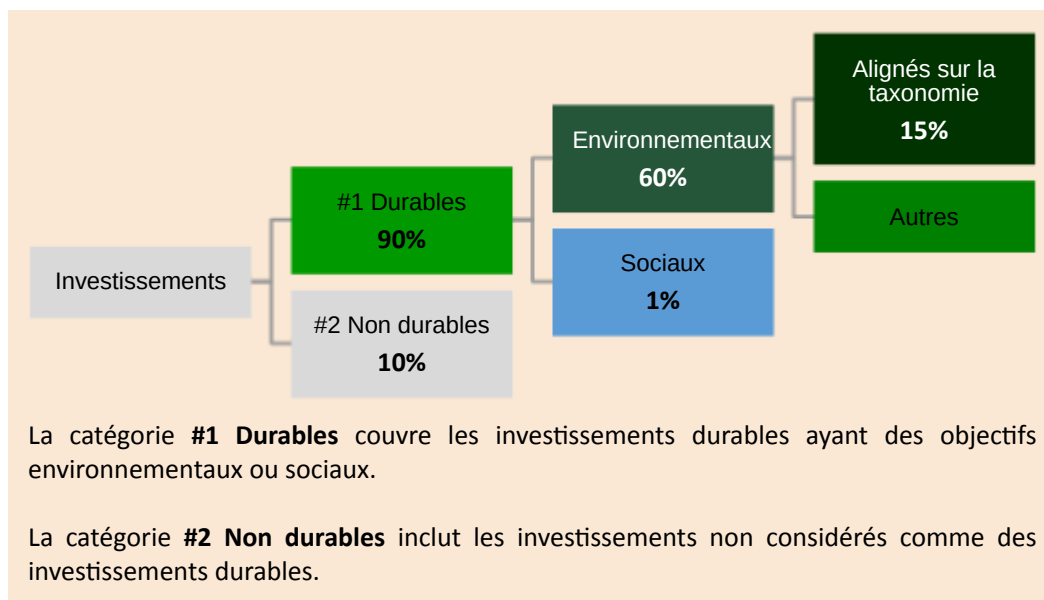 Alignés sur la
taxonomie
15%
Environnementaux
60%
#1 Durables
90%
Autres
Sociaux
1%
Investissements
#2 Non durables
10%
La catégorie #1 Durables couvre les investissements durables ayant des objectifs
environnementaux ou sociaux.
La catégorie #2 Non durables inclut les investissements non considérés comme des
investissements durables.